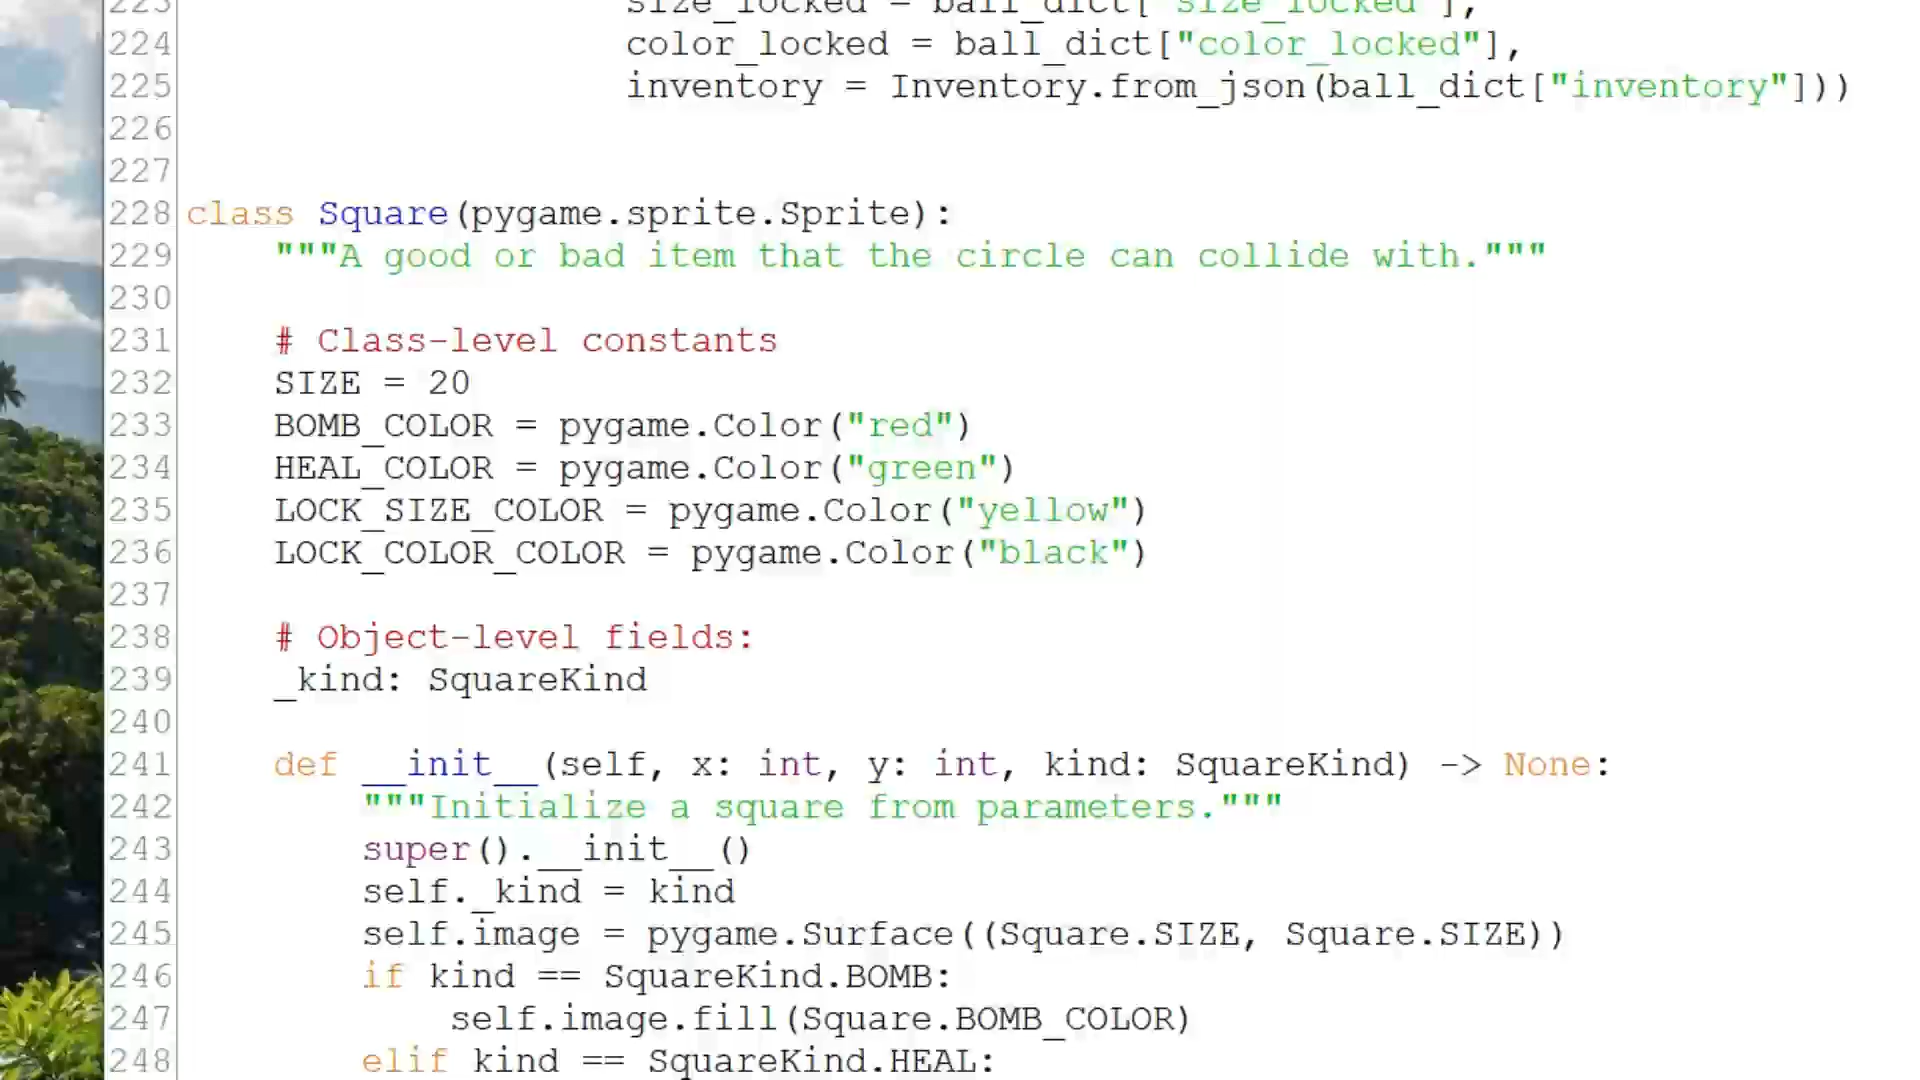 223 size_locked = ball_dict["size_locked"],
224 color_locked = ball_dict["color_locked"],
225 inventory = Inventory.from_json(ball_dict["inventory"]))
226
227
228 class Square(pygame.sprite.Sprite):
229 """A good or bad item that the circle can collide with."""
230
231 # Class-level constants
232 SIZE = 20
233 BOMB_COLOR = pygame.Color("red")
234 HEAL_COLOR = pygame.Color("green")
235 LOCK_SIZE_COLOR = pygame.Color("yellow")
236 LOCK_COLOR_COLOR = pygame.Color("black")
237
238 # Object-level fields:
239 _kind: SquareKind
240
241 def __init__(self, x: int, y: int, kind: SquareKind) -> None:
242 """Initialize a square from parameters."""
243 super().__init__()
244 self._kind = kind
245 self.image = pygame.Surface((Square.SIZE, Square.SIZE))
246 if kind == SquareKind.BOMB:
247 self.image.fill(Square.BOMB_COLOR)
248 elif kind == SquareKind.HEAL: